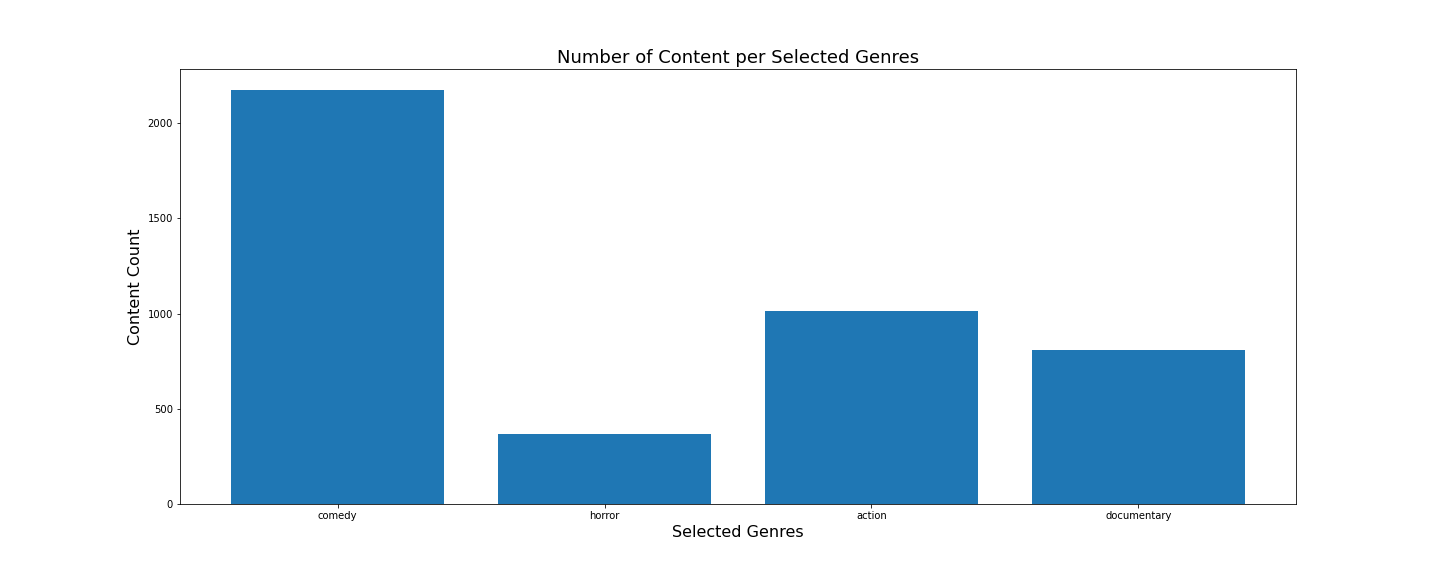 Number of Content per Selected Genres
Content Count
2000
1500
1000
500
0
comedy horror action documentary
Selected Genres